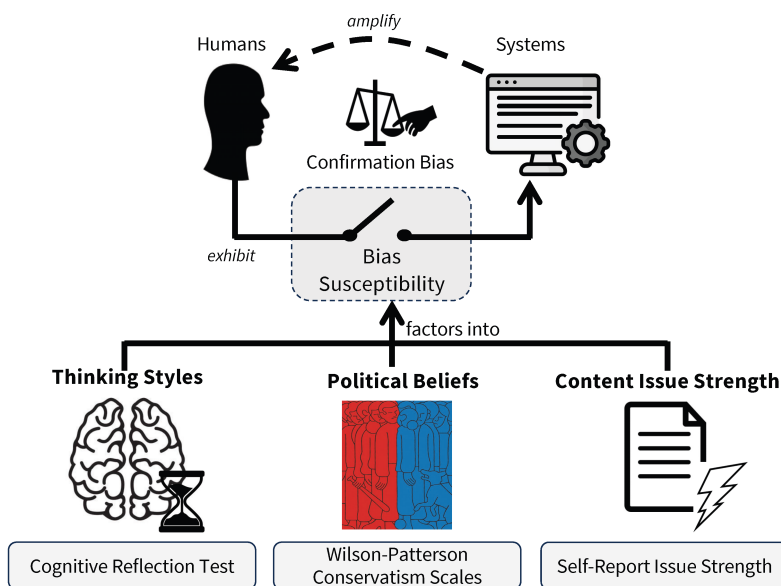 amplify
Humans
Systems
Confirmation Bias
exhibit
Bias
Susceptibility
factors into
Thinking Styles
Political Beliefs
Content Issue Strength
Cognitive Reflection Test
Wilson-Patterson
Conservatism Scales
Self-Report Issue Strength